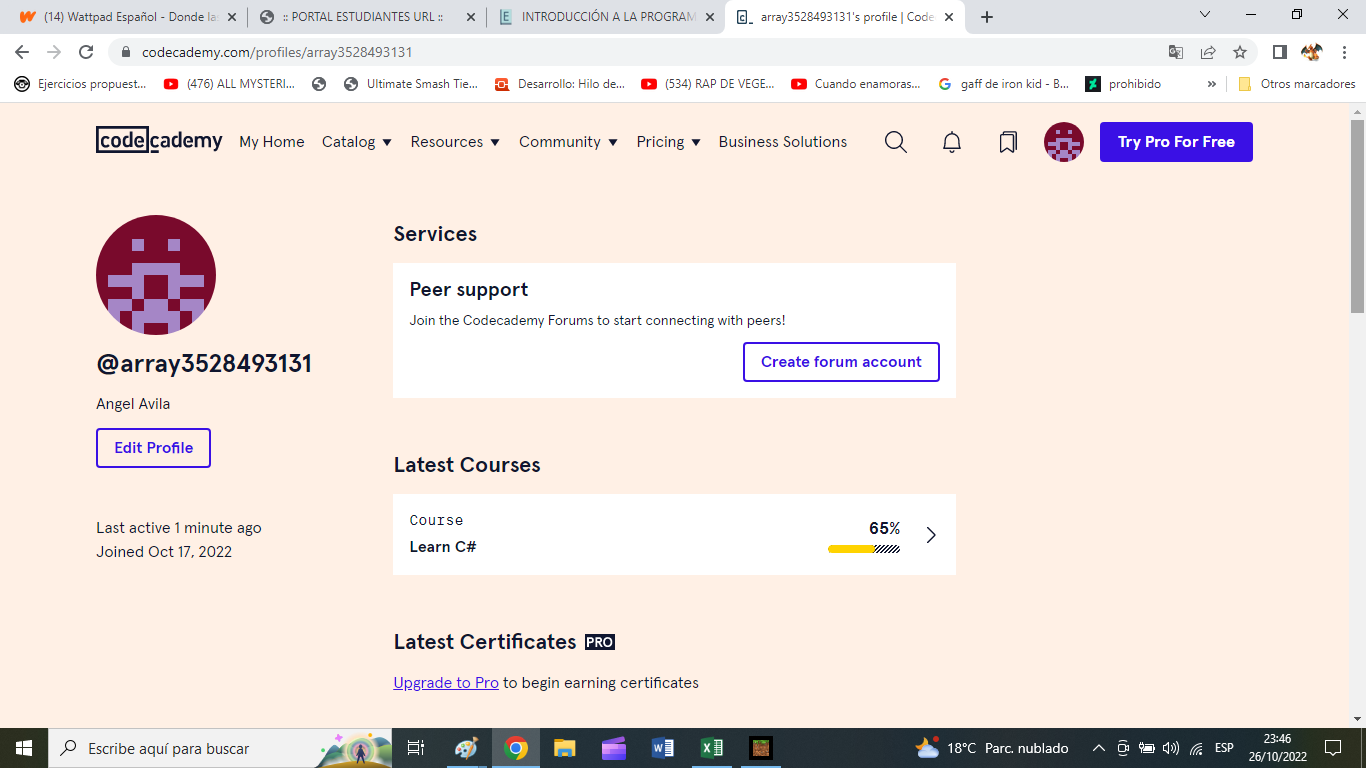 (14) Wattpad Español - Donde la
:: PORTAL ESTUDIANTES URL ::
INTRODUCCIÓN A LA PROGRAM
array3528493131's profile | Code
codecademy.com/profiles/array3528493131
Ejercicios propuest...
(476) ALL MYSTERI...
Ultimate Smash Tie...
Desarrollo: Hilo de...
(534) RAP DE VEGE...
Cuando enamoras...
gaff de iron kid - B...
prohibido
»
Otros marcadores
codecademy
My Home
Catalog
Resources
Community
Pricing
Business Solutions
Try Pro For Free
@array3528493131
Angel Avila
Edit Profile
Last active 1 minute ago
Joined Oct 17, 2022
Services
Peer support
Join the Codecademy Forums to start connecting with peers!
Create forum account
Latest Courses
Course
Learn C#
65%
Latest Certificates PRO
Upgrade to Pro to begin earning certificates
Escribe aquí para buscar
18°C Parc. nublado
ESP
23:46
26/10/2022